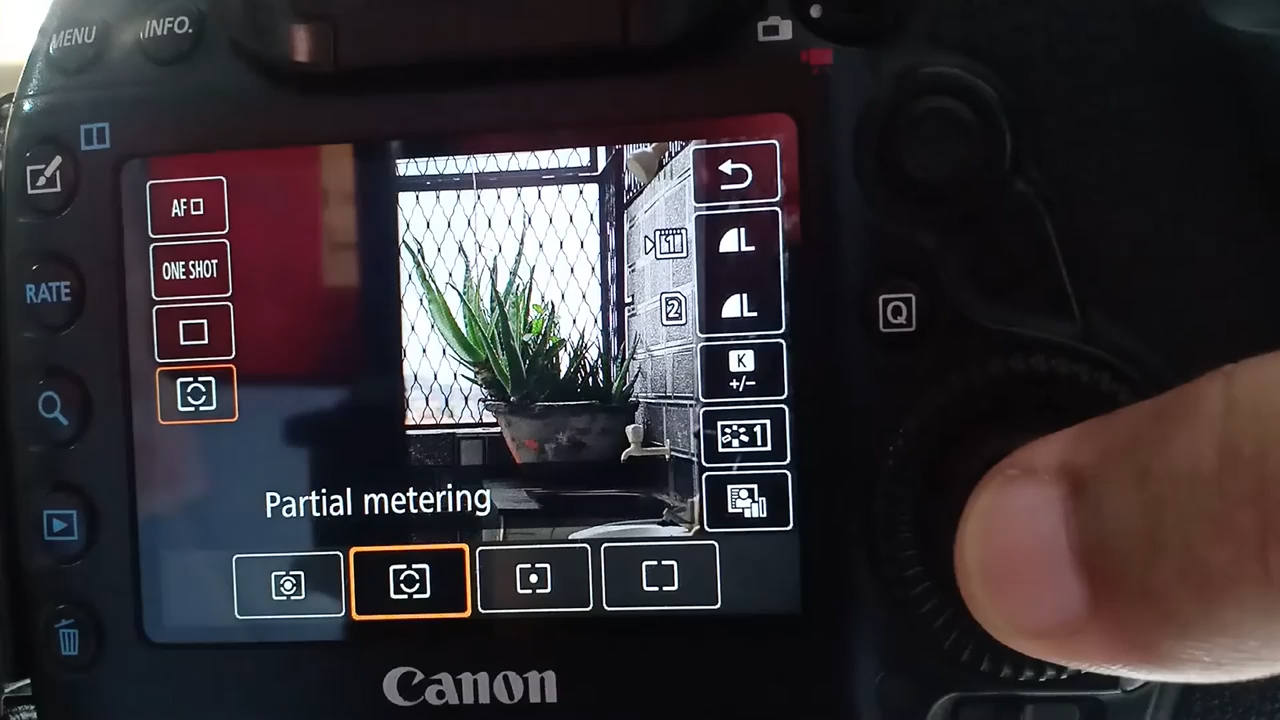 MENU
INFO.
RATE
AF
ONE SHOT
1
L
2
L
K
+/-
1
Q
Partial metering
Canon